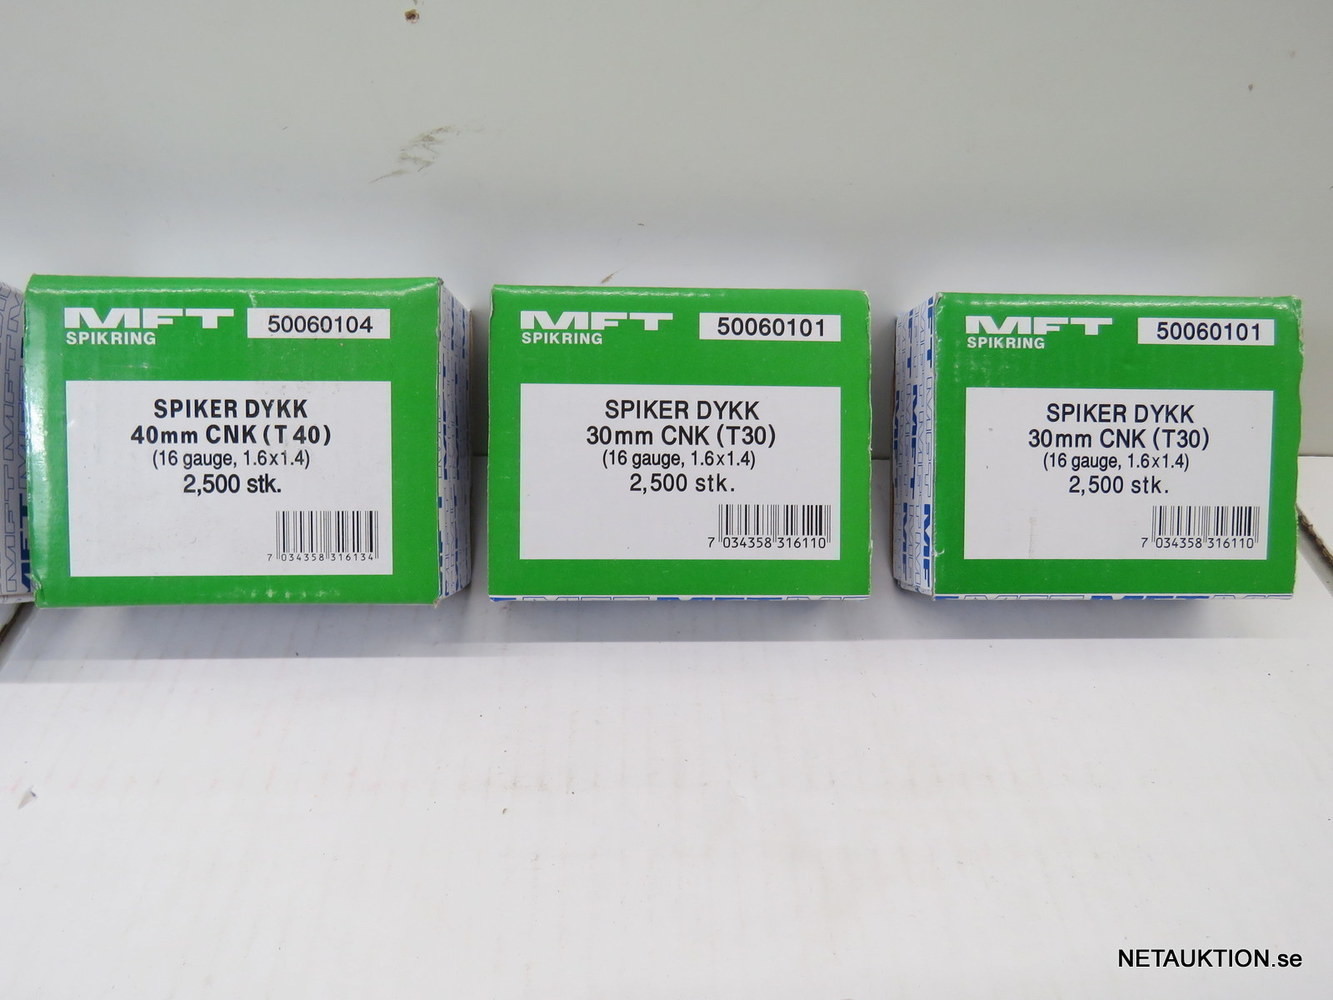 MFT
SPIKRING
50060104
SPIKER DYKK
40mm CNK (T 40)
(16 gauge, 1.6x1.4)
2,500 stk.
7 034358 316134
MFT
SPIKRING
50060101
SPIKER DYKK
30mm CNK (T30)
(16 gauge, 1.6x1.4)
2,500 stk.
7 034358 316110
MFT
SPIKRING
50060101
SPIKER DYKK
30mm CNK (T30)
(16 gauge, 1.6x1.4)
2,500 stk.
7 034358 316110
NETAUKTION.se